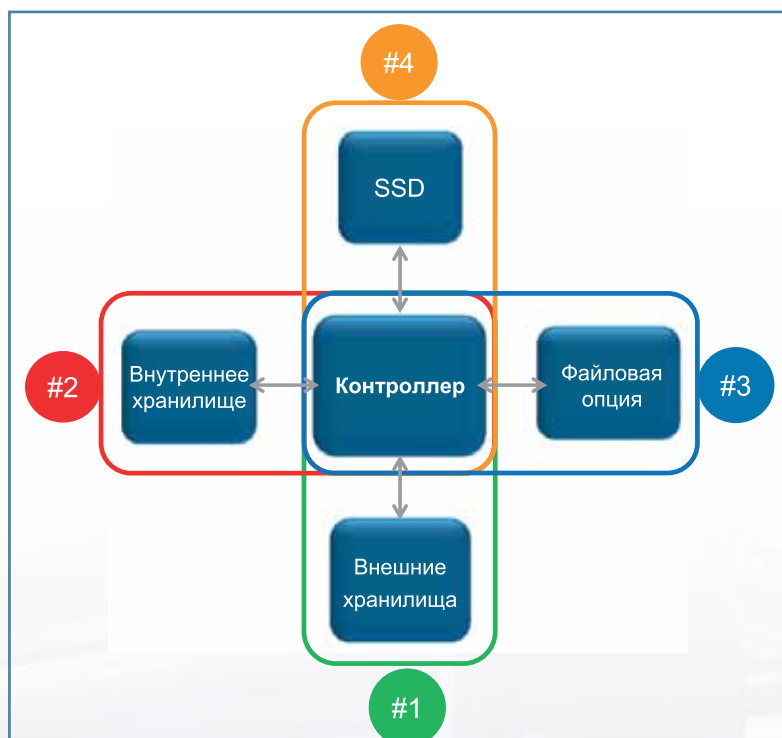 #4
SSD
#2
Внутреннее
хранилище
Контроллер
Файловая
опция
#3
Внешние
хранилища
#1